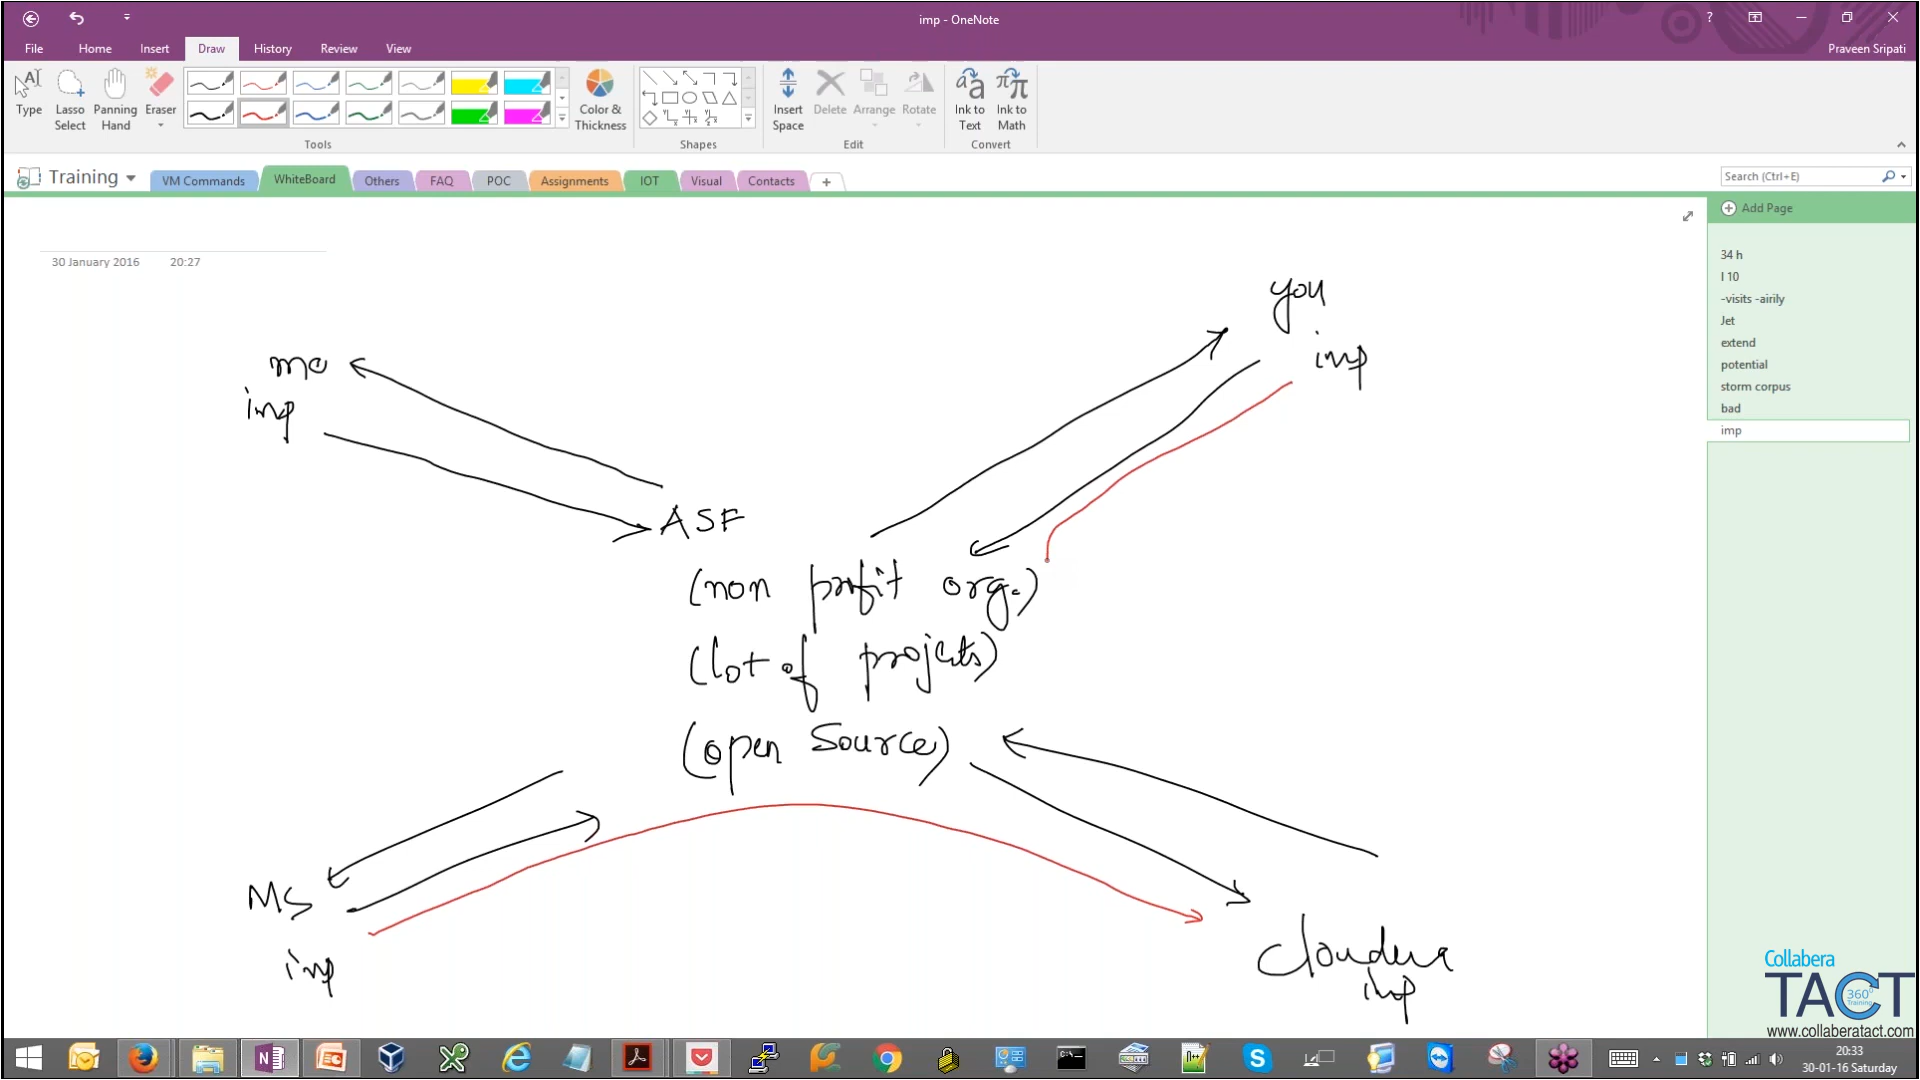 imp - OneNote
?
File Home Insert Draw History Review View
Praveen Sripati
Type
Lasso Select
Panning Hand
Eraser
Color & Thickness
Insert Space
Delete
Arrange
Rotate
Ink to Text
Ink to Math
Tools
Shapes
Edit
Convert
Training
VM Commands WhiteBoard Others FAQ POC Assignments IOT Visual Contacts +
Search (Ctrl+E)
Add Page
34 h
I 10
-visits -airily
Jet
extend
potential
storm corpus
bad
imp
30 January 2016 20:27
you
imp
me
imp
ASF
(non profit org.)
(lot of projects)
(open source)
MS
imp
cloudera
imp
Collabera
TACT
360°
Training
www.collaberatact.com
20:33
30-01-16 Saturday